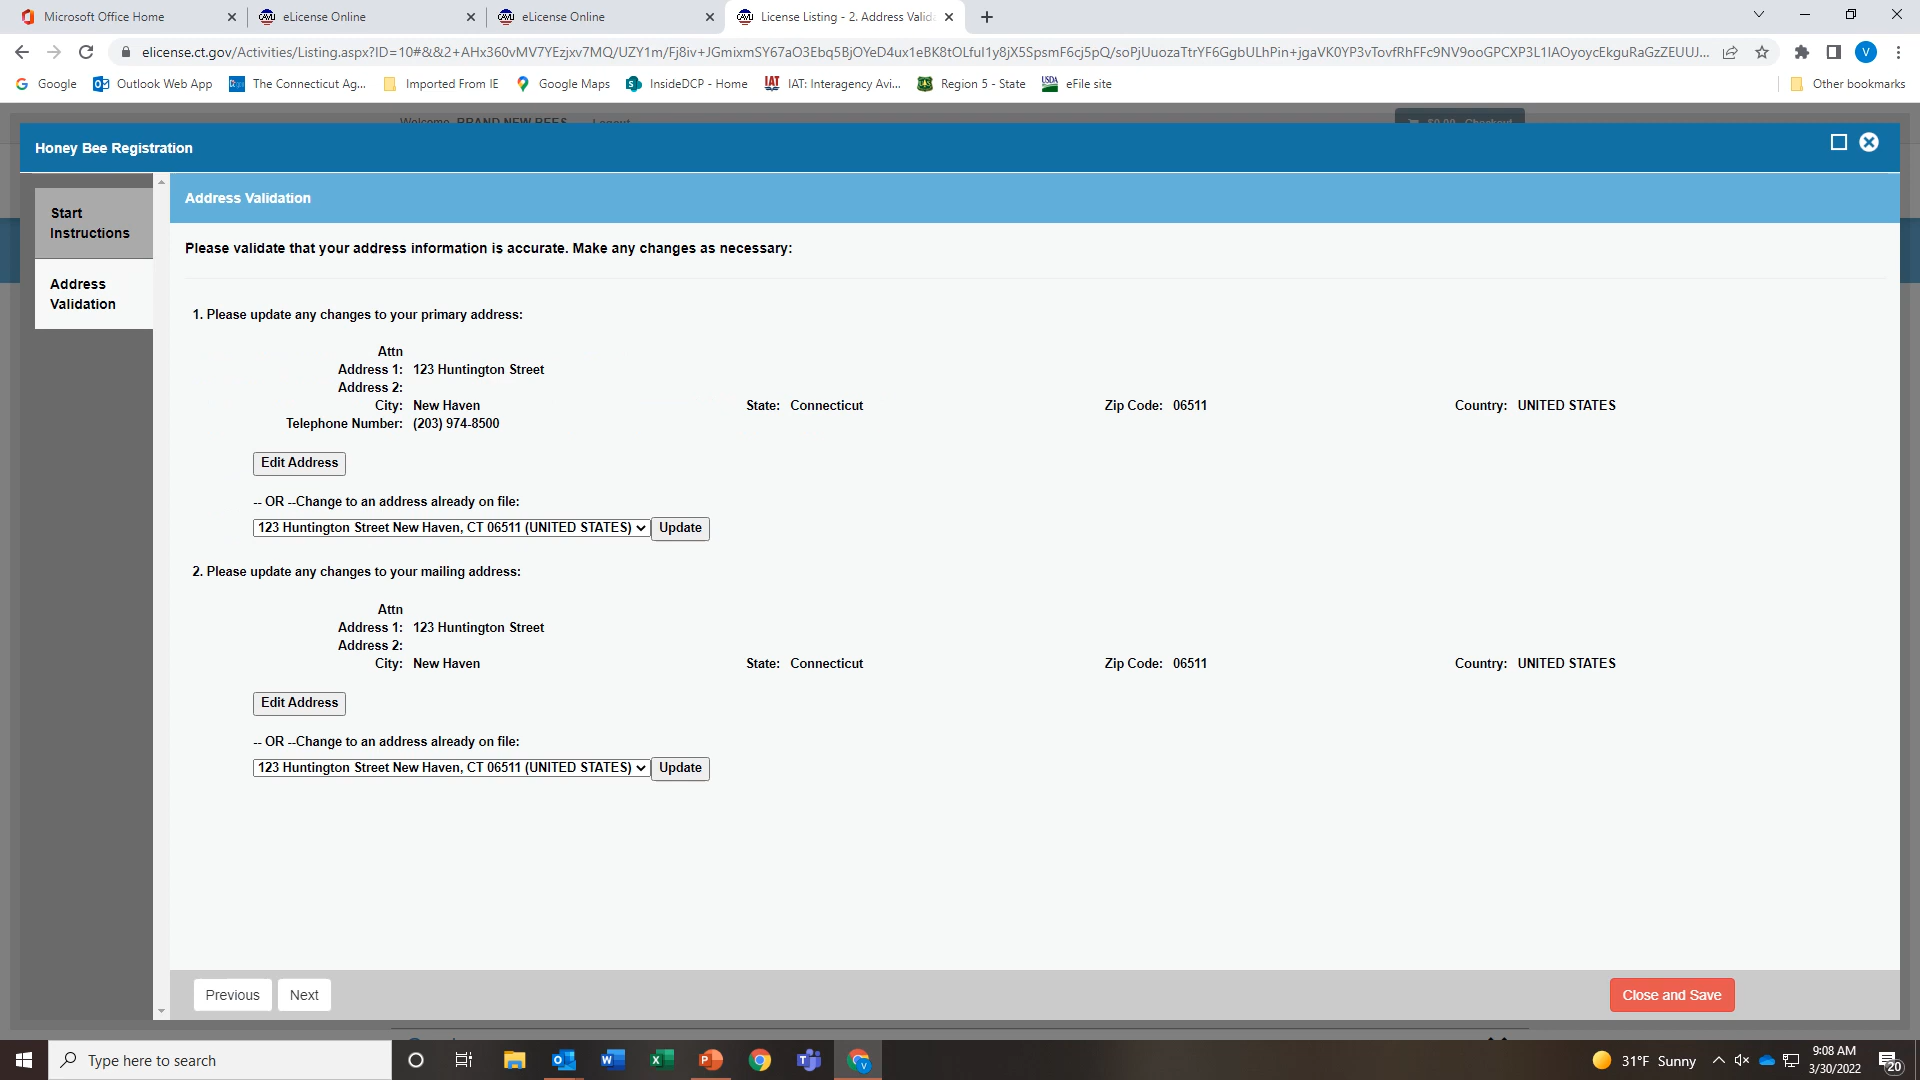 Microsoft Office Home
eLicense Online
eLicense Online
License Listing - 2. Address Valid
elicense.ct.gov/Activities/Listing.aspx?ID=10#&&2+AHx360vMV7YEzjxv7MQ/UZY1m/Fj8iv+JGmixmSY67aO3Ebq5BjOYeD4ux1eBK8tOLfuI1y8jX5SpsmF6cj5pQ/soPjUuozaTtrYF6GgbULhPin+jgaVK0YP3vTovfRhFFc9NV9ooGPCXP3L1IAOyoycEkguRaGzZEUUJ...
V
Google
Outlook Web App
The Connecticut Ag...
Imported From IE
Google Maps
InsideDCP - Home
IAT: Interagency Avi...
Region 5 - State
eFile site
Other bookmarks
Welcome, BRAND NEW BEES Logout
$0.00 Checkout
Honey Bee Registration
Start
Instructions
Address
Validation
Address Validation
Please validate that your address information is accurate. Make any changes as necessary:
1. Please update any changes to your primary address:
Attn
Address 1: 123 Huntington Street
Address 2:
City: New Haven State: Connecticut Zip Code: 06511 Country: UNITED STATES
Telephone Number: (203) 974-8500
Edit Address
-- OR --Change to an address already on file:
123 Huntington Street New Haven, CT 06511 (UNITED STATES) Update
2. Please update any changes to your mailing address:
Attn
Address 1: 123 Huntington Street
Address 2:
City: New Haven State: Connecticut Zip Code: 06511 Country: UNITED STATES
Edit Address
-- OR --Change to an address already on file:
123 Huntington Street New Haven, CT 06511 (UNITED STATES) Update
Previous Next Close and Save
Type here to search
31°F Sunny
9:08 AM
3/30/2022
20